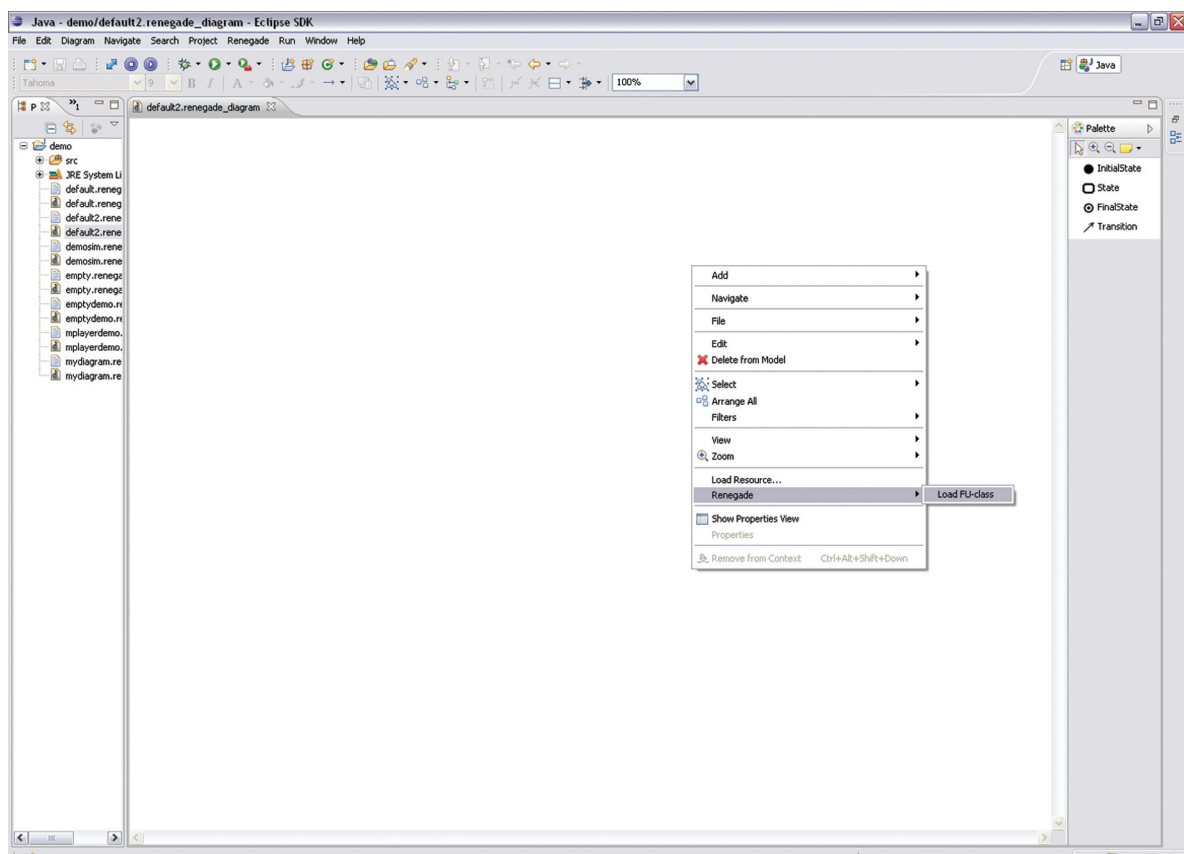 Java - demo/default2.renegade_diagram - Eclipse SDK
File Edit Diagram Navigate Search Project Renegade Run Window Help
Tahoma 9 B I A 100% Java
P 1 default2.renegade_diagram
demo
src
JRE System Li
default.reneg
default.reneg
default2.rene
default2.rene
demosim.rene
demosim.rene
empty.renega
empty.renega
emptydemo.re
emptydemo.re
mplayerdemo.
mplayerdemo.
mydiagram.re
mydiagram.re
Add
Navigate
File
Edit
Delete from Model
Select
Arrange All
Filters
View
Zoom
Load Resource...
Renegade
Load FU-class
Show Properties View
Properties
Remove from Context Ctrl+Alt+Shift+Down
Palette
InitialState
State
FinalState
Transition